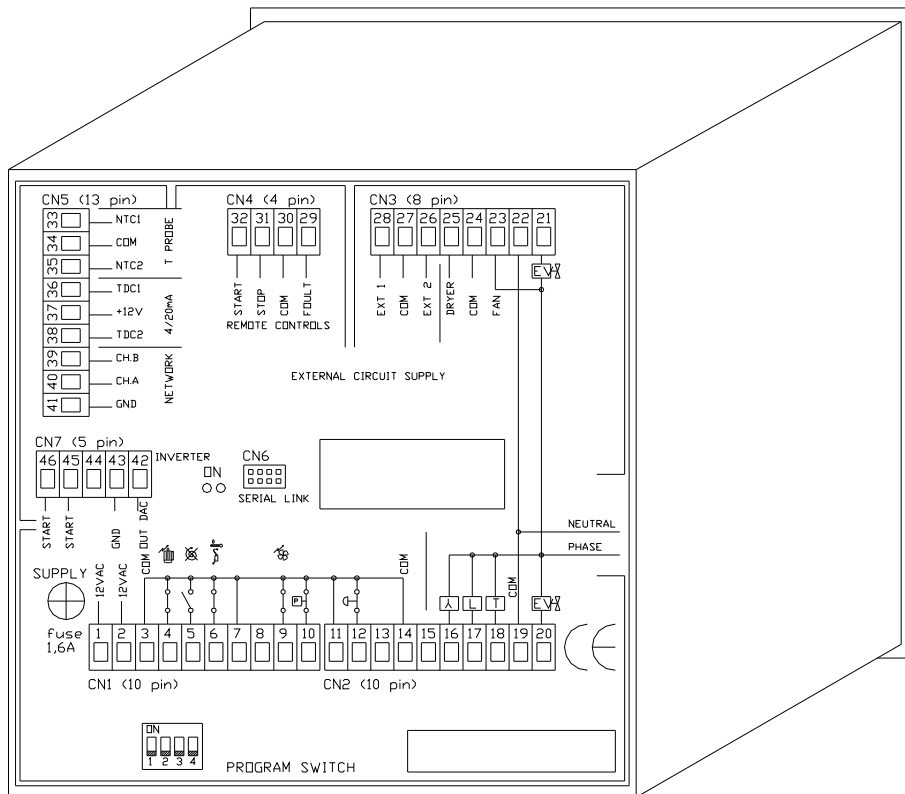 CN5 (13 pin)
33 NTC1
34 COM
35 NTC2
T PROBE
36 TDC1
37 +12V
38 TDC2
4/20mA
39 CH.B
40 CH.A
41 GND
NETWORK
CN4 (4 pin)
32 31 30 29
START STOP COM FOULT
REMOTE CONTROLS
CN3 (8 pin)
28 27 26 25 24 23 22 21
EV
EXT 1 COM EXT 2 DRYER COM FAN
EXTERNAL CIRCUIT SUPPLY
CN7 (5 pin)
46 45 44 43 42
INVERTER
START START GND OUT DAC
ON
CN6
SERIAL LINK
NEUTRAL
PHASE
SUPPLY
fuse
1,6A
12VAC 12VAC COM COM COM
P
L T EV
1 2 3 4 5 6 7 8 9 10
CN1 (10 pin)
11 12 13 14 15 16 17 18 19 20
CN2 (10 pin)
CE
ON
1 2 3 4
PROGRAM SWITCH